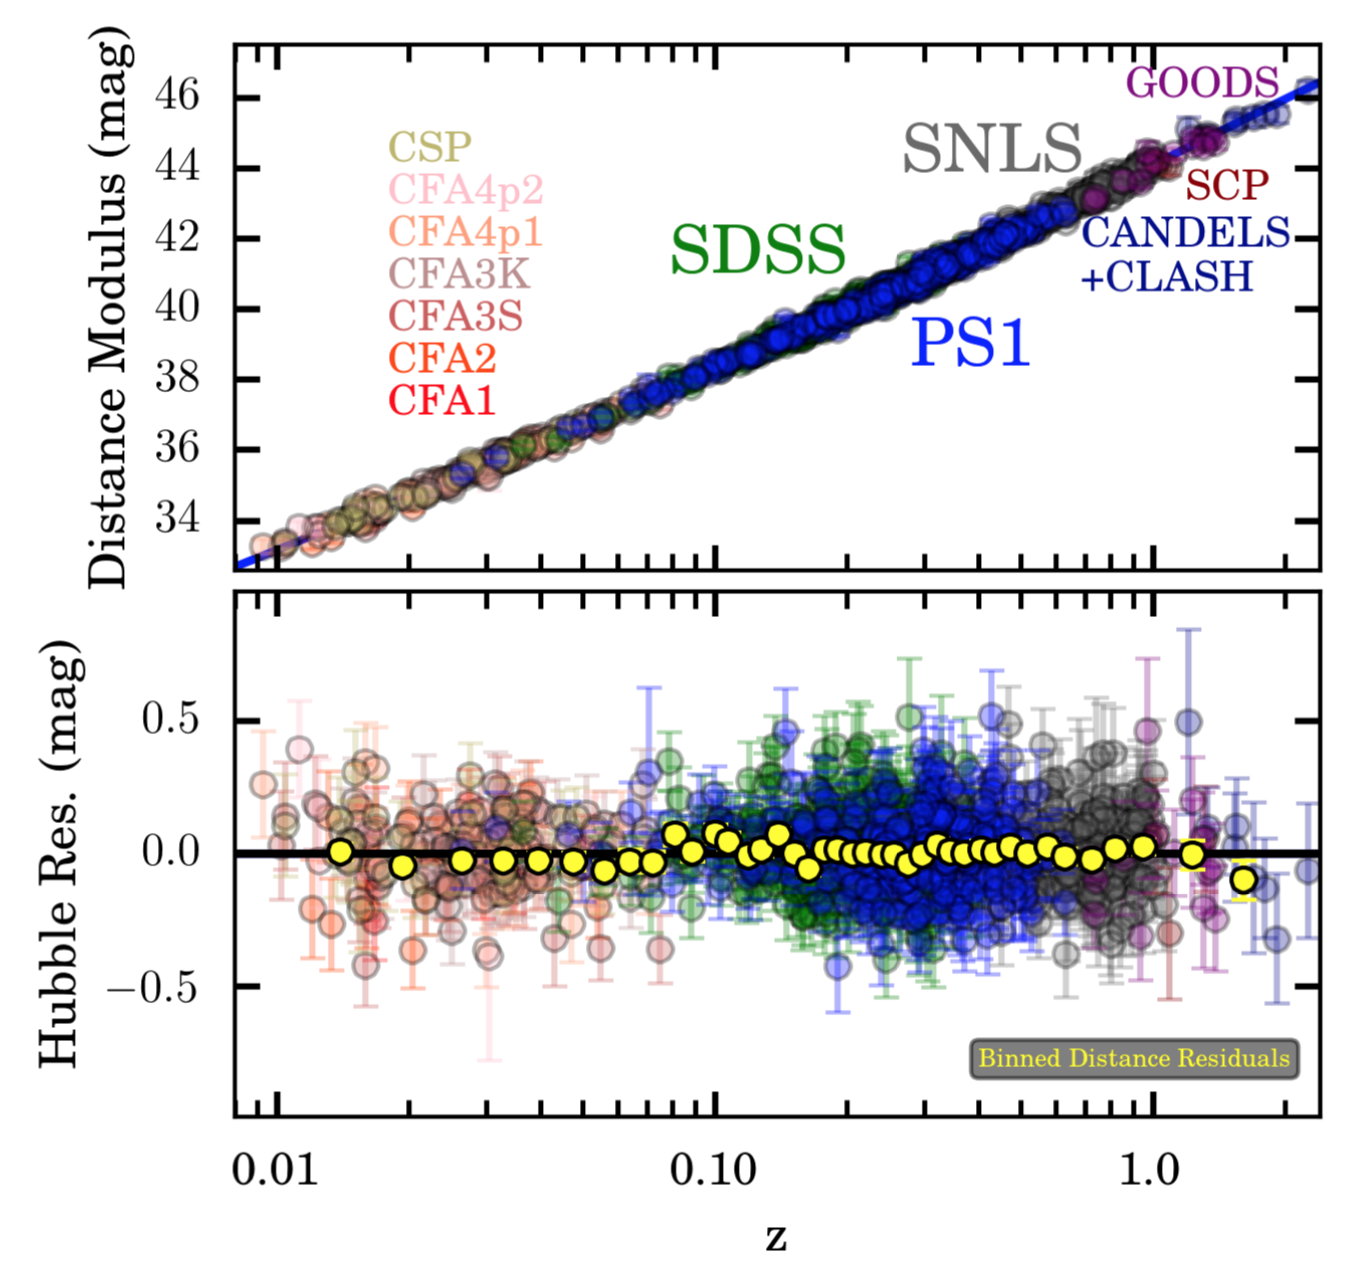 Distance Modulus (mag)
46
44
42
40
38
36
34
CSP
CFA4p2
CFA4p1
CFA3K
CFA3S
CFA2
CFA1
SDSS
SNLS
PS1
GOODS
SCP
CANDELS
+CLASH
Hubble Res. (mag)
0.5
0.0
−0.5
Binned Distance Residuals
0.01
0.10
1.0
z